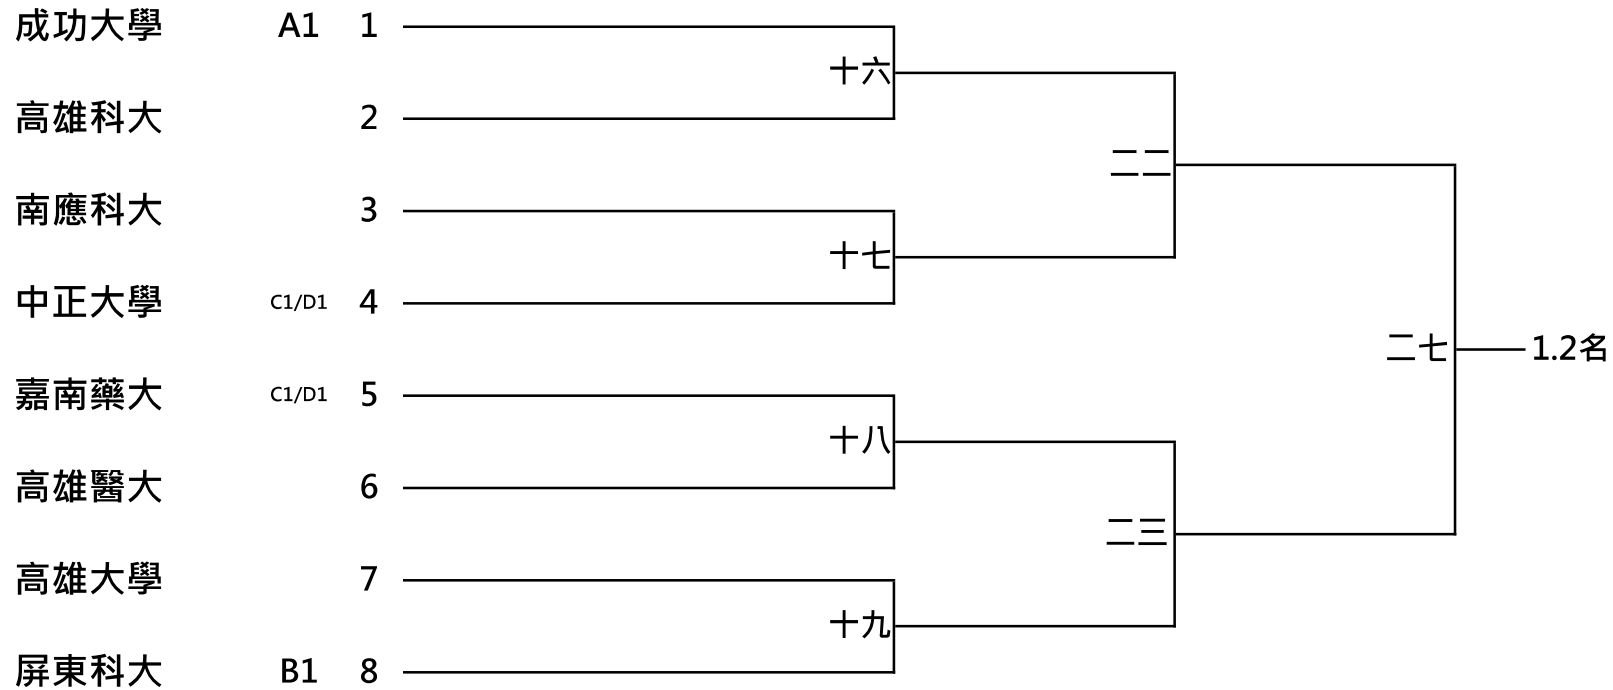 成功大學 A1 1
十六
高雄科大 2
二二
南應科大 3
十七
中正大學 C1/D1 4
二七 1.2名
嘉南藥大 C1/D1 5
十八
高雄醫大 6
二三
高雄大學 7
十九
屏東科大 B1 8